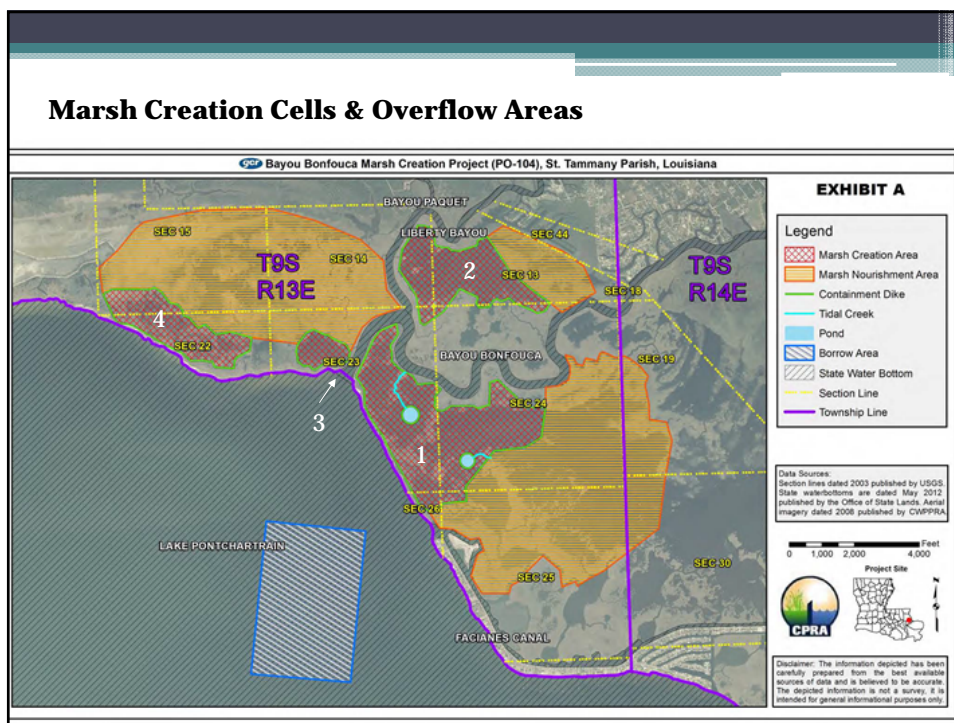 Marsh Creation Cells & Overflow Areas
gcr Bayou Bonfouca Marsh Creation Project (PO-104), St. Tammany Parish, Louisiana
BAYOU PAQUET
SEC 15
LIBERTY BAYOU
SEC 44
T9S
R13E
SEC 14
2
SEC 13
T9S
R14E
SEC 18
4
SEC 22
SEC 23
BAYOU BONFOUCA
SEC 19
3
SEC 24
1
SEC 26
LAKE PONTCHARTRAIN
SEC 25
SEC 30
FACIANES CANAL
EXHIBIT A
Legend
Marsh Creation Area
Marsh Nourishment Area
Containment Dike
Tidal Creek
Pond
Borrow Area
State Water Bottom
Section Line
Township Line
Data Sources:
Section lines dated 2003 published by USGS.
State waterbottoms are dated May 2012
published by the Office of State Lands. Aerial
imagery dated 2008 published by CWPPRA.
Feet
0 1,000 2,000 4,000
Project Site
N
CPRA
Disclaimer: The information depicted has been
carefully prepared from the best available
sources of data and is believed to be accurate.
The depicted information is not a survey, it is
intended for general informational purposes only.